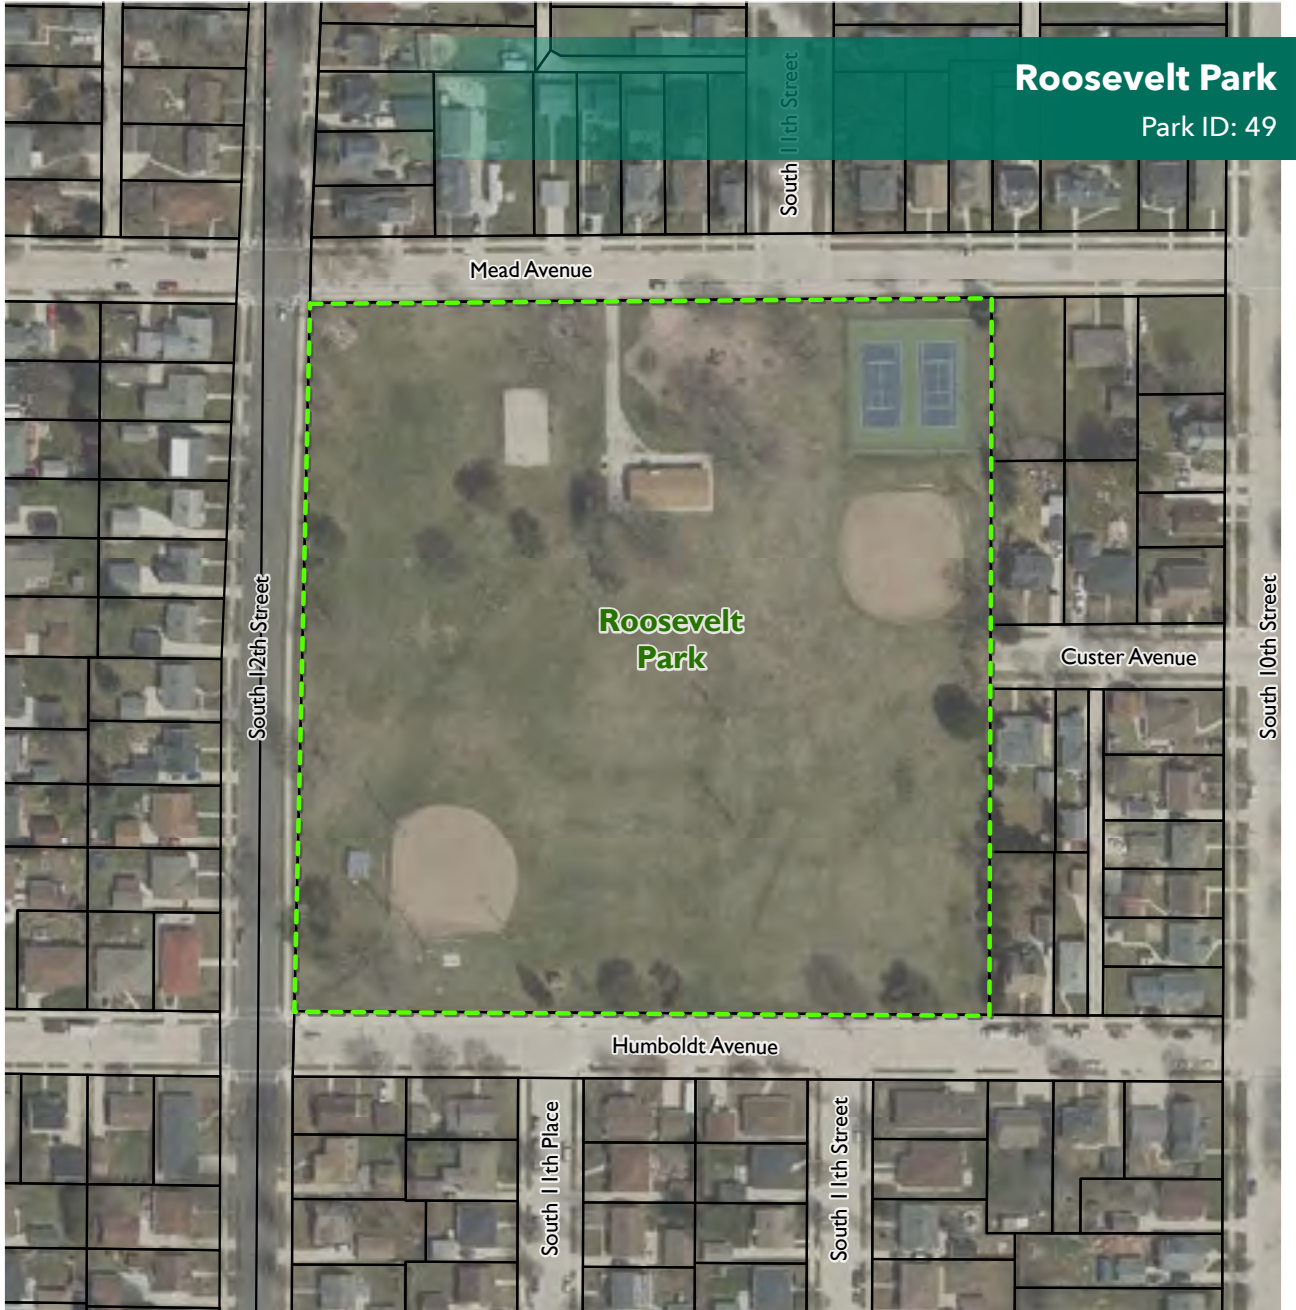 Roosevelt Park
Park ID: 49
South 11th Street
Mead Avenue
South 12th Street
Roosevelt
Park
Custer Avenue
South 10th Street
Humboldt Avenue
South 11th Place
South 11th Street